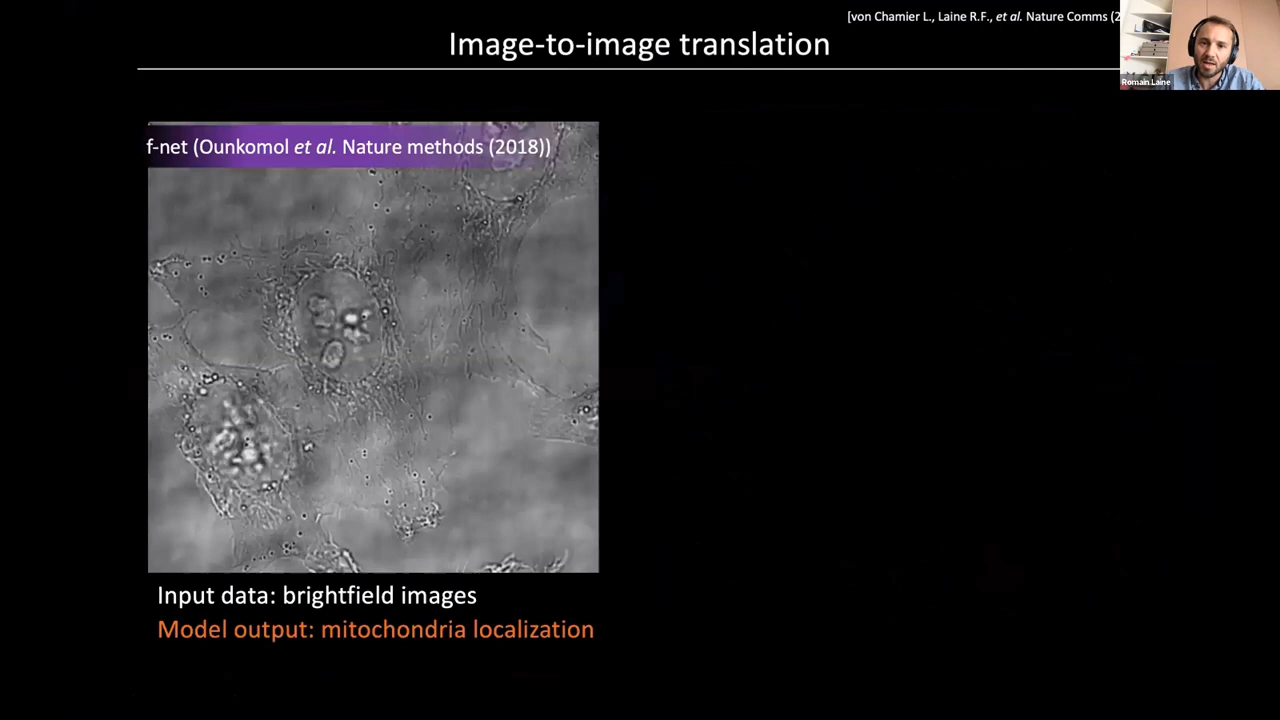 [von Chamier L., Laine R.F., et al. Nature Comms (2
Image-to-image translation
Romain Laine
f-net (Ounkomol et al. Nature methods (2018))
Input data: brightfield images
Model output: mitochondria localization